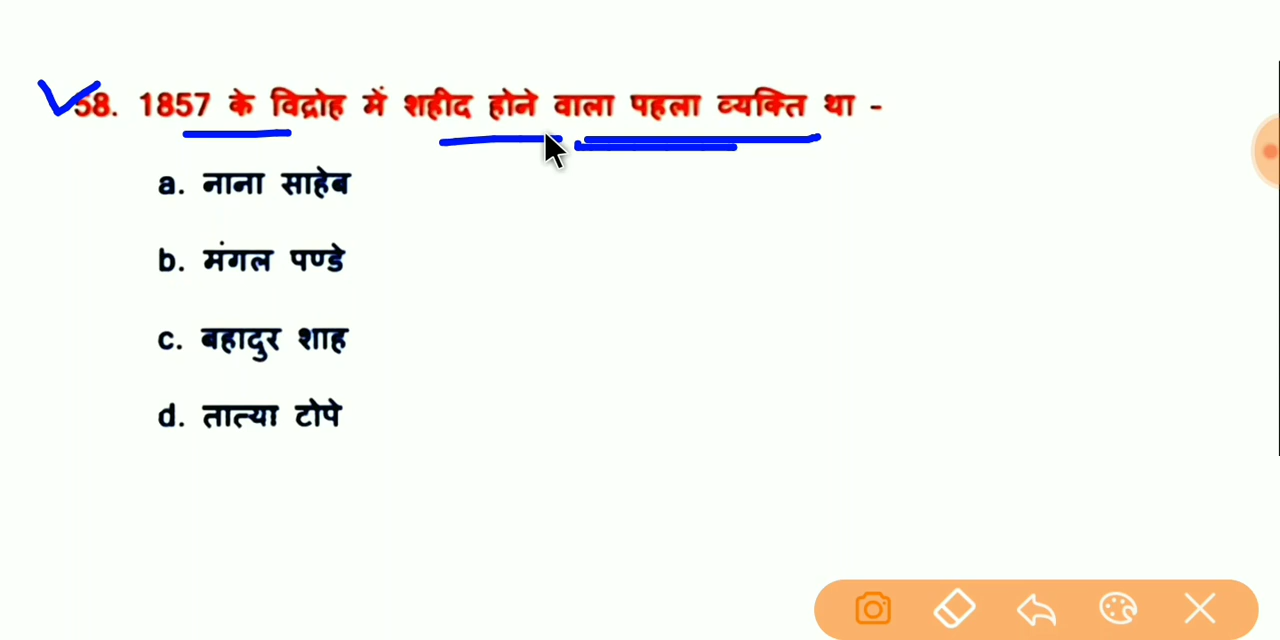 58. 1857 के विद्रोह में शहीद होने वाला पहला व्यक्ति था -
a. नाना साहेब
b. मंगल पण्डे
c. बहादुर शाह
d. तात्या टोपे